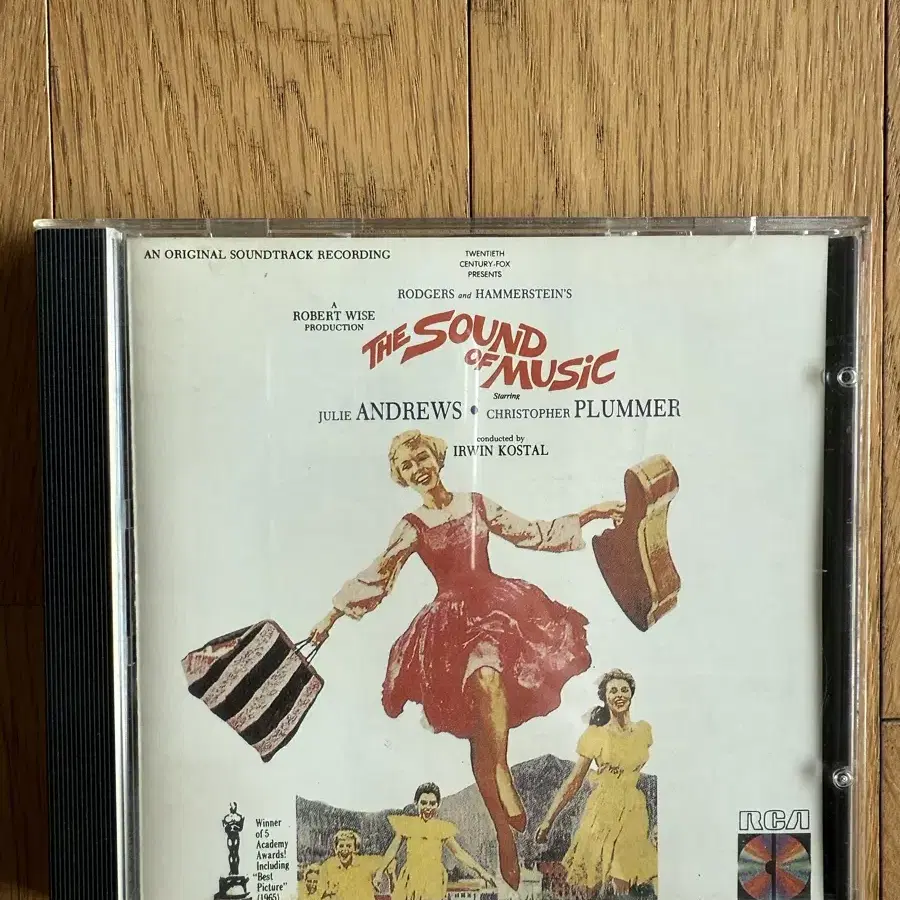 AN ORIGINAL SOUNDTRACK RECORDING
TWENTIETH
CENTURY-FOX
PRESENTS
RODGERS and HAMMERSTEIN'S
A
ROBERT WISE
PRODUCTION
THE SOUND
OF MUSIC
Starring
JULIE ANDREWS • CHRISTOPHER PLUMMER
conducted by
IRWIN KOSTAL
Winner
of 5
Academy
Awards!
Including
"Best
Picture"
(1965)
RCA